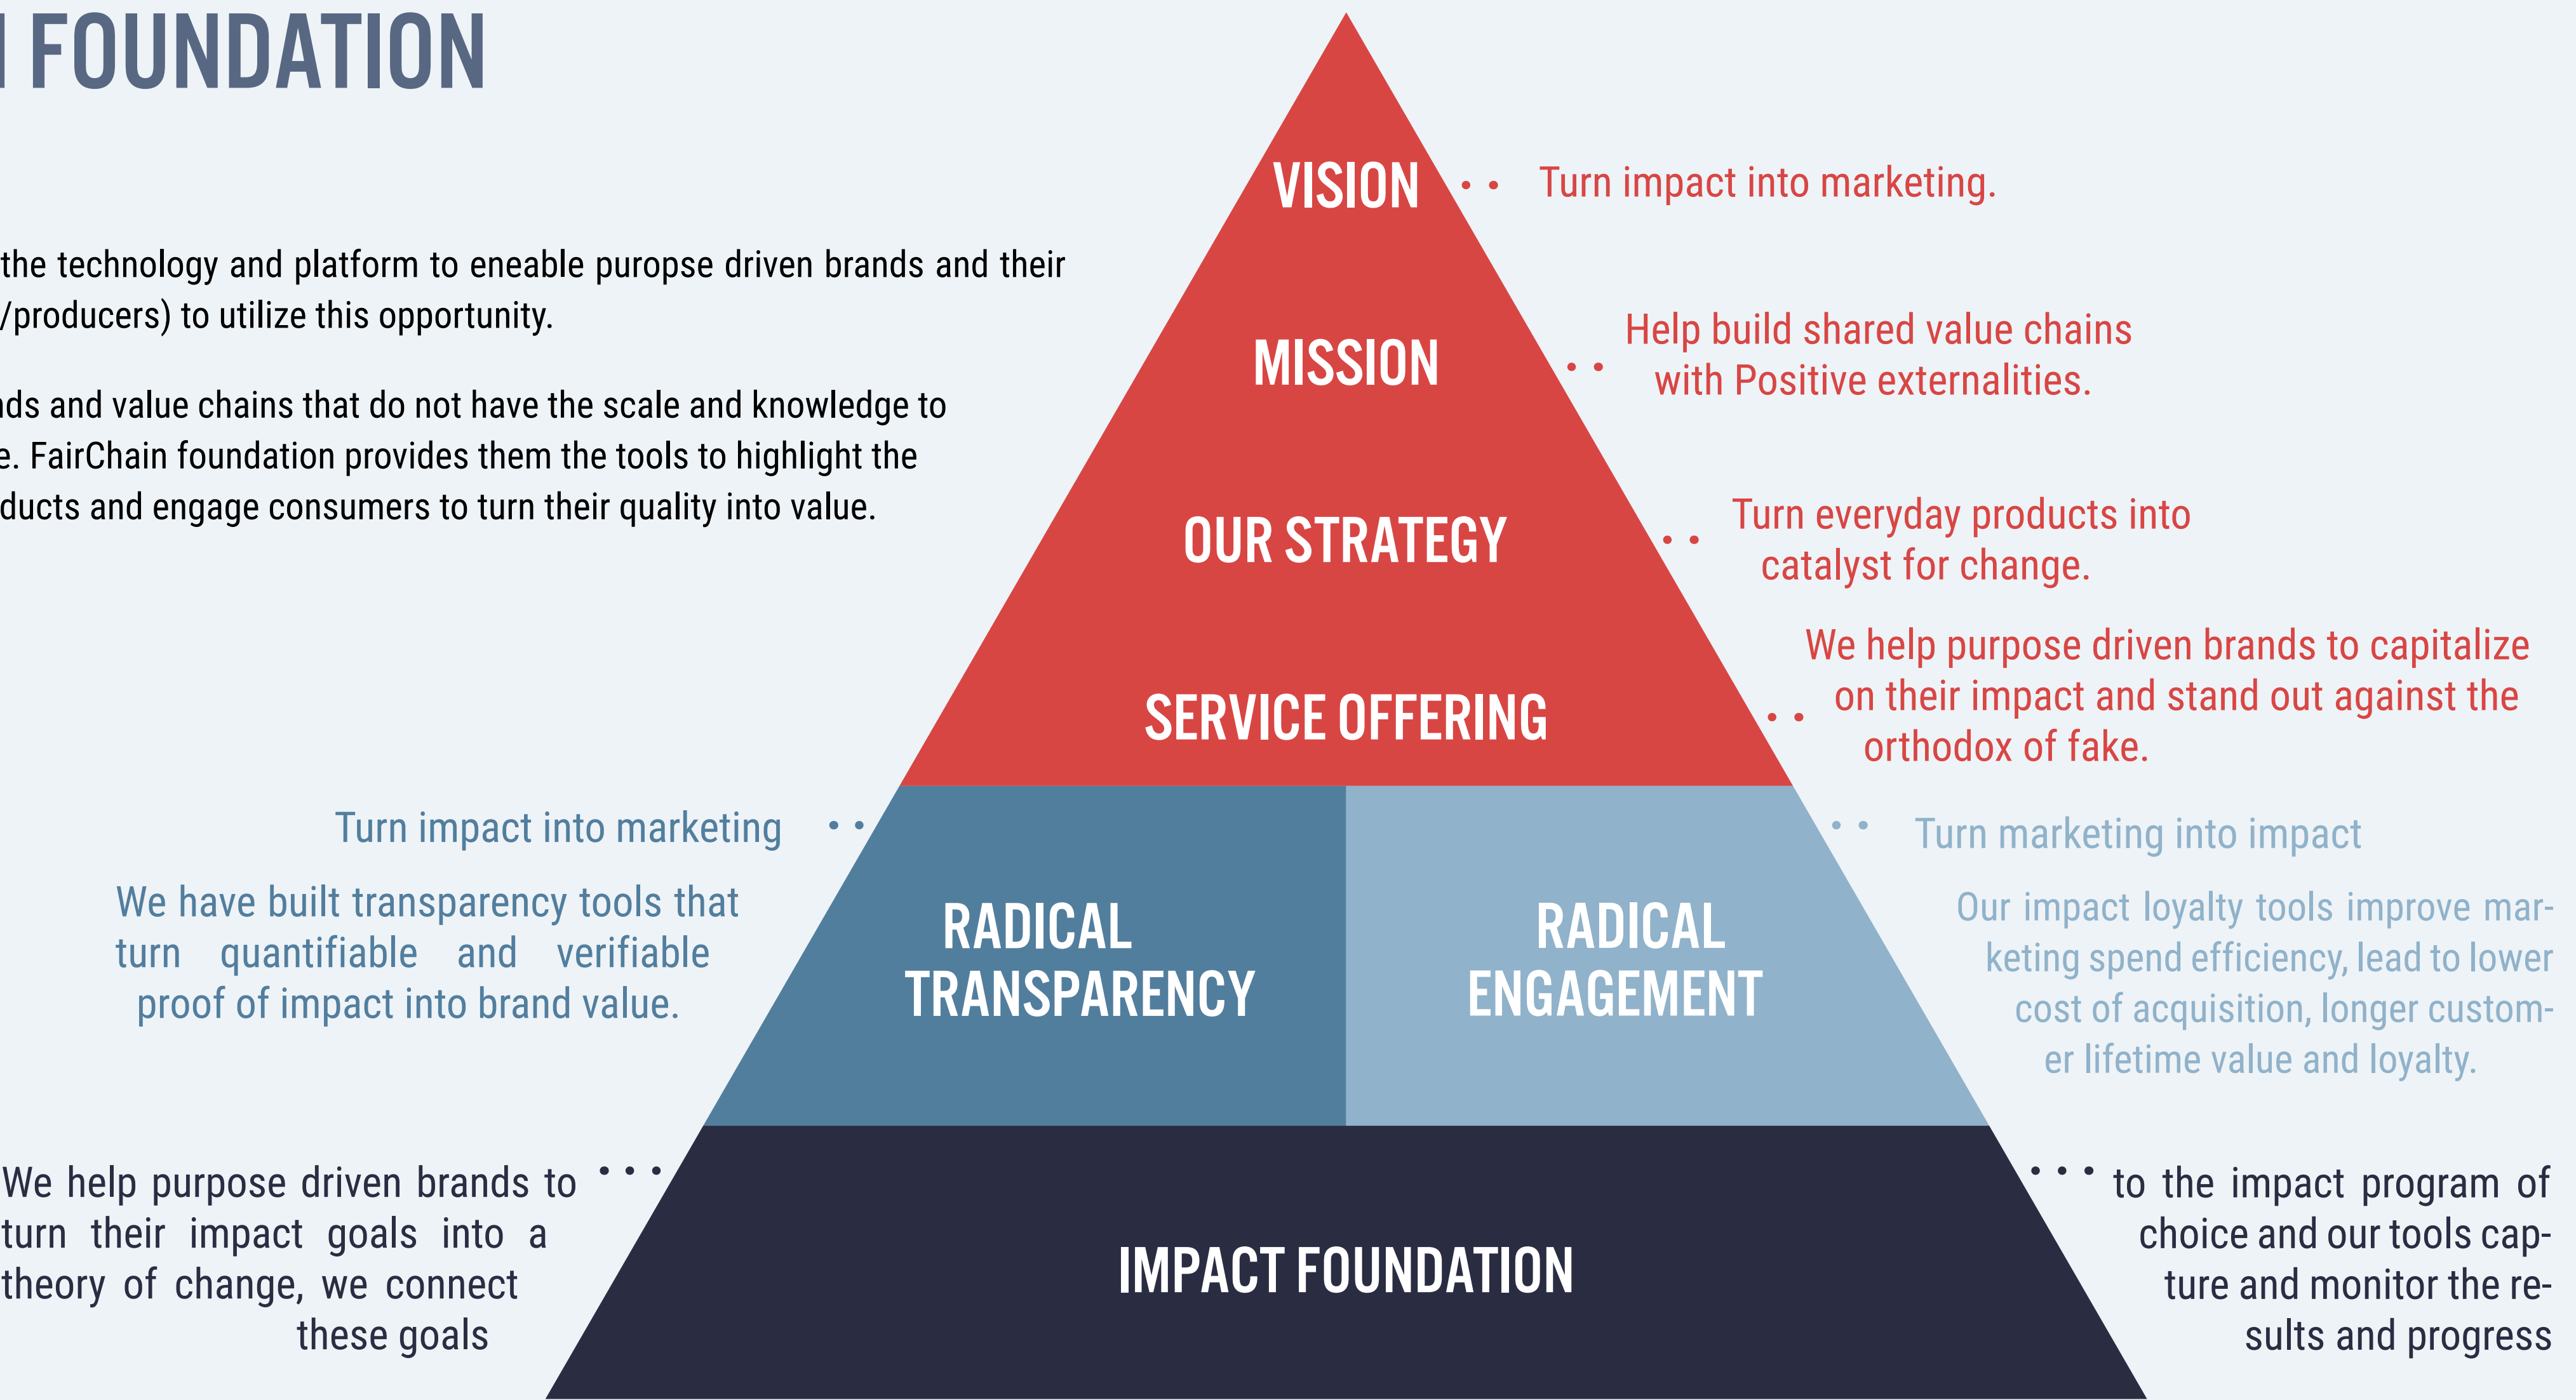 FOUNDATION
the technology and platform to eneable puropse driven brands and their
/producers) to utilize this opportunity.
nds and value chains that do not have the scale and knowledge to
e. FairChain foundation provides them the tools to highlight the
ducts and engage consumers to turn their quality into value.
VISION
Turn impact into marketing.
MISSION
Help build shared value chains
with Positive externalities.
OUR STRATEGY
Turn everyday products into
catalyst for change.
SERVICE OFFERING
We help purpose driven brands to capitalize
on their impact and stand out against the
orthodox of fake.
Turn impact into marketing
We have built transparency tools that
turn quantifiable and verifiable
proof of impact into brand value.
RADICAL
TRANSPARENCY
RADICAL
ENGAGEMENT
Turn marketing into impact
Our impact loyalty tools improve mar-
keting spend efficiency, lead to lower
cost of acquisition, longer custom-
er lifetime value and loyalty.
We help purpose driven brands to
turn their impact goals into a
theory of change, we connect
these goals
IMPACT FOUNDATION
to the impact program of
choice and our tools cap-
ture and monitor the re-
sults and progress